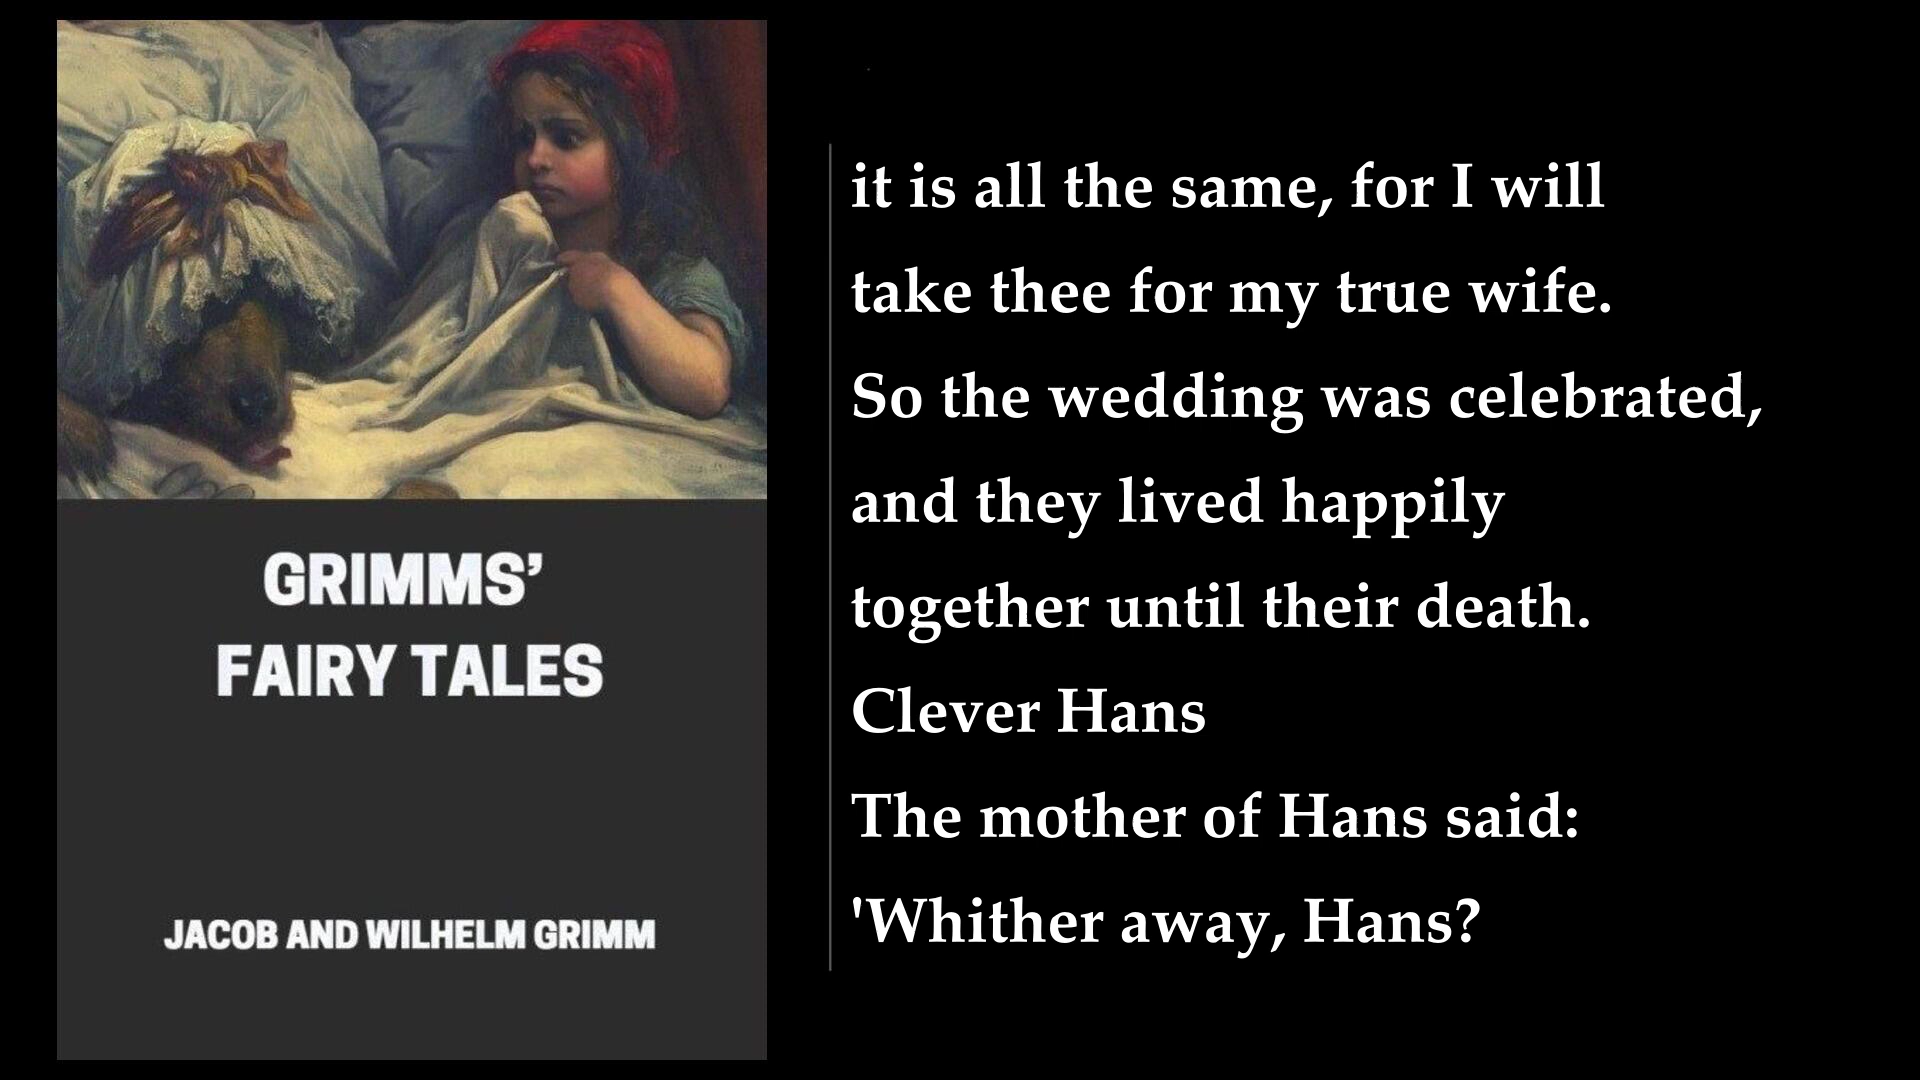 GRIMMS’
FAIRY TALES
JACOB AND WILHELM GRIMM
it is all the same, for I will
take thee for my true wife.
So the wedding was celebrated,
and they lived happily
together until their death.
Clever Hans
The mother of Hans said:
'Whither away, Hans?